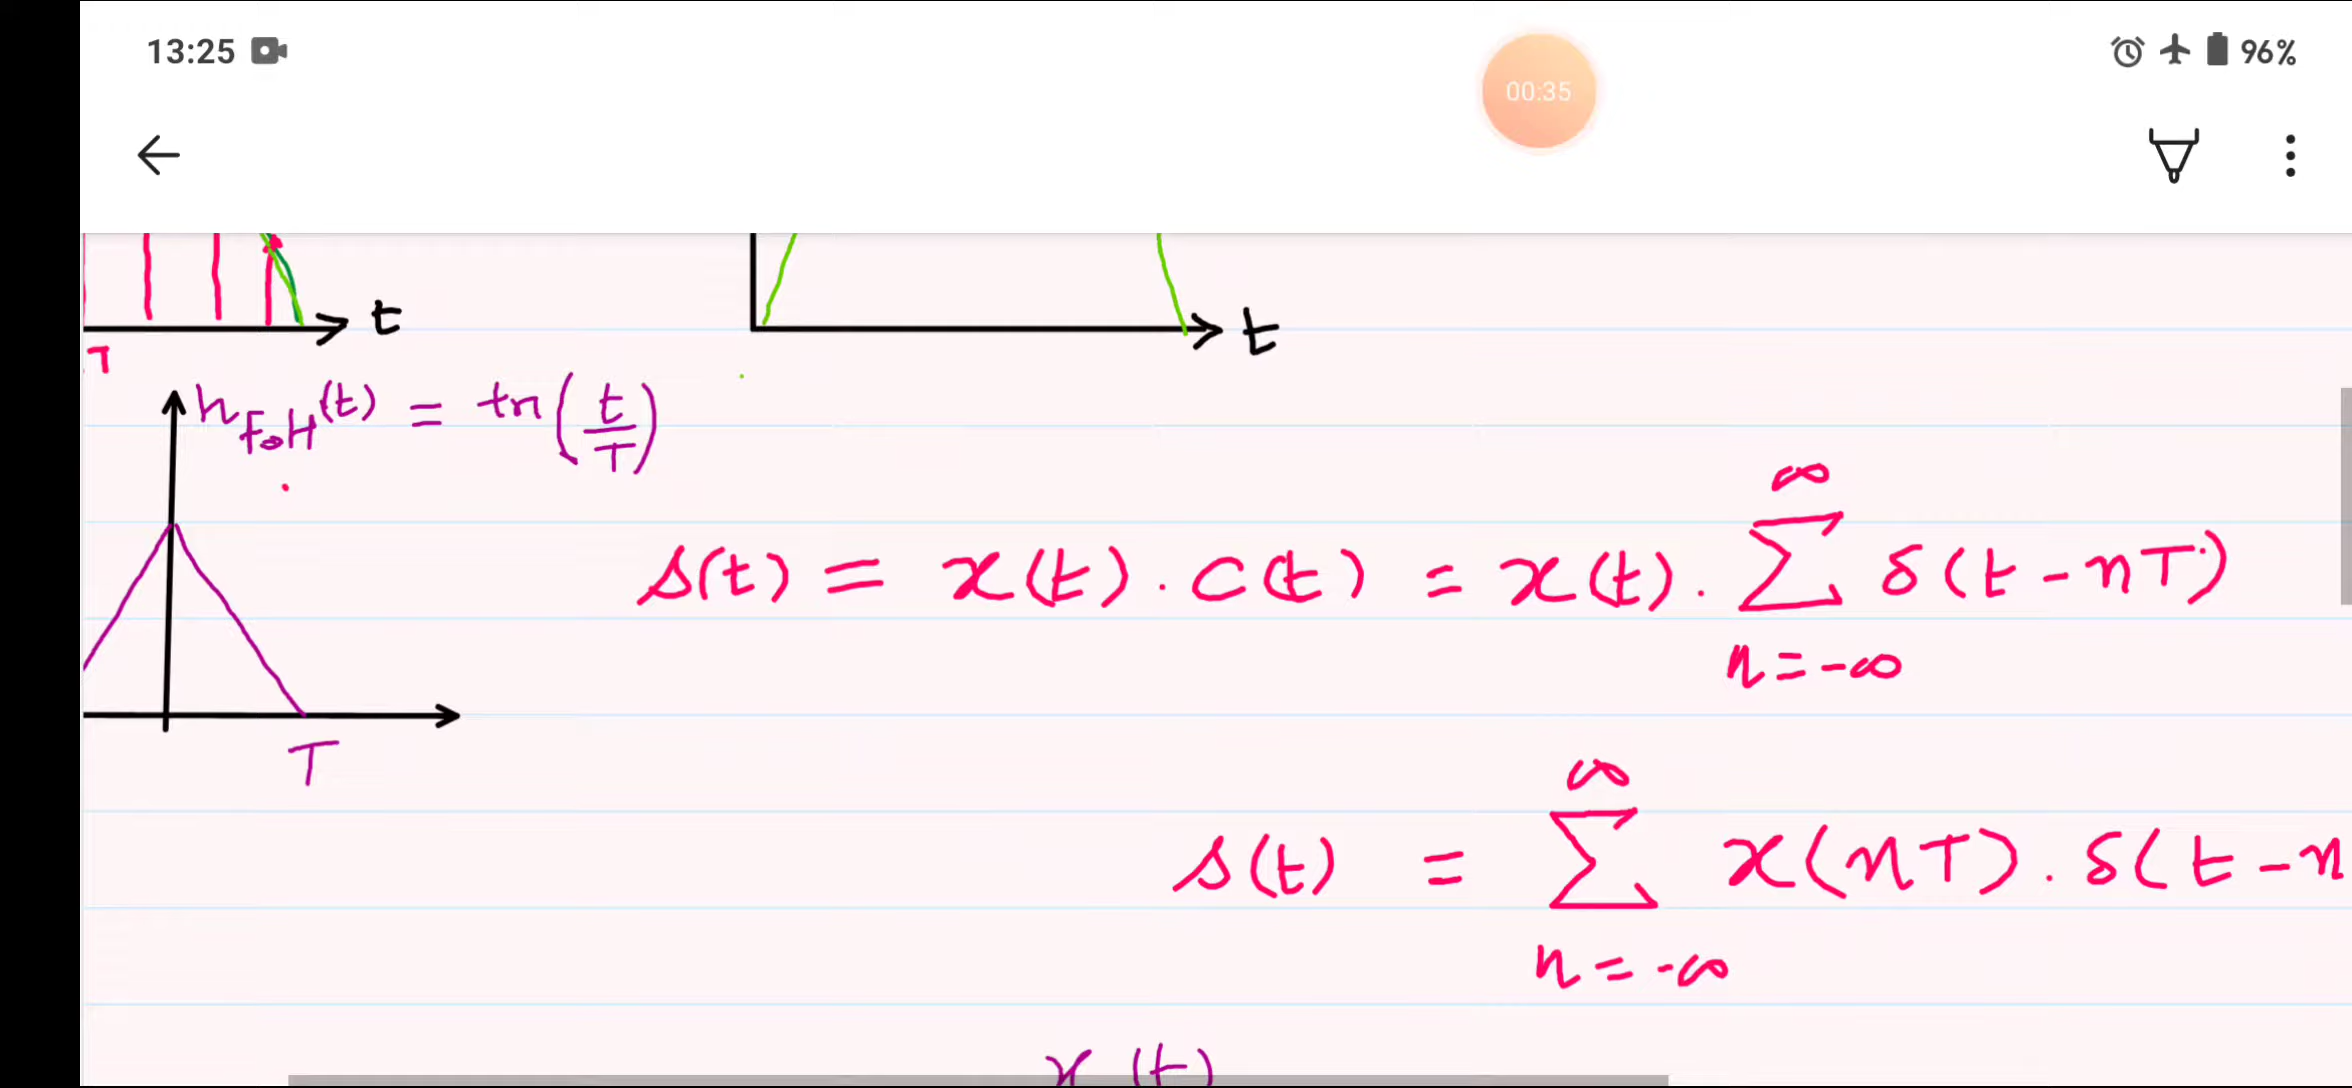 13:25
00:35
96%
t
t
T
h_FOH(t) = tri(t/T)
s(t) = x(t) . c(t) = x(t) . ∞ Σ n=-∞ δ(t-nT)
T
s(t) = ∞ Σ n=-∞ x(nT) . δ(t-n
x (t)